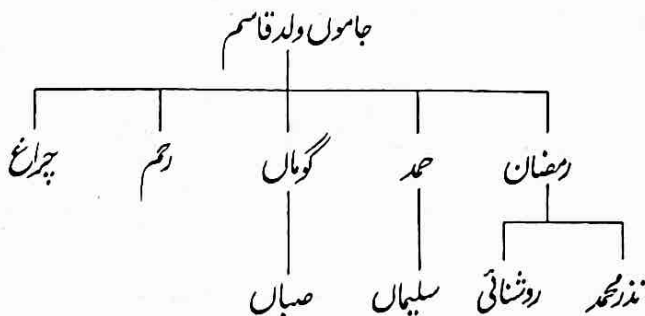 جاموں ولد قاسم
رمضان حمد گوماں رحم چراغ
نذر محمد روشنائی سلیماں صباں